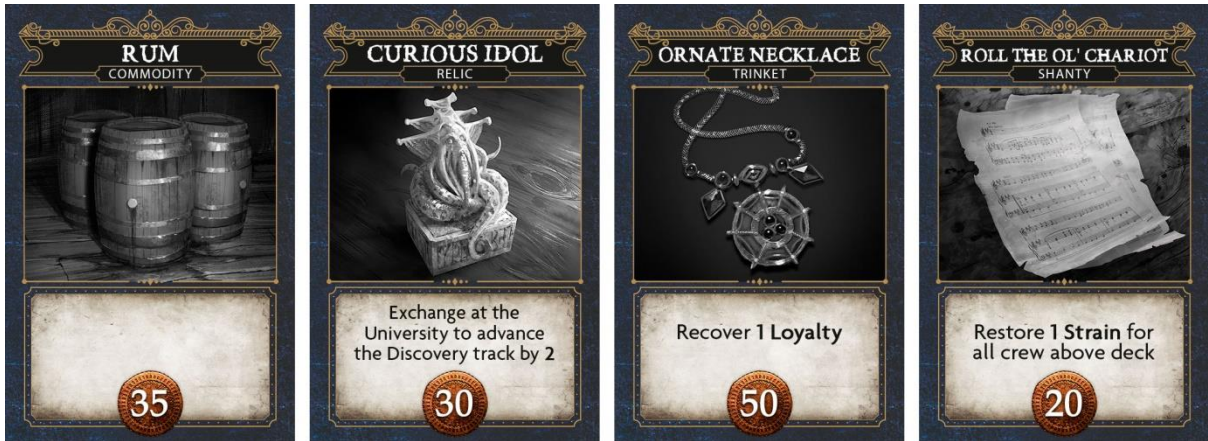 RUM
COMMODITY
35
CURIOUS IDOL
RELIC
Exchange at the
University to advance
the Discovery track by 2
30
ORNATE NECKLACE
TRINKET
Recover 1 Loyalty
50
ROLL THE OL' CHARIOT
SHANTY
Restore 1 Strain for
all crew above deck
20